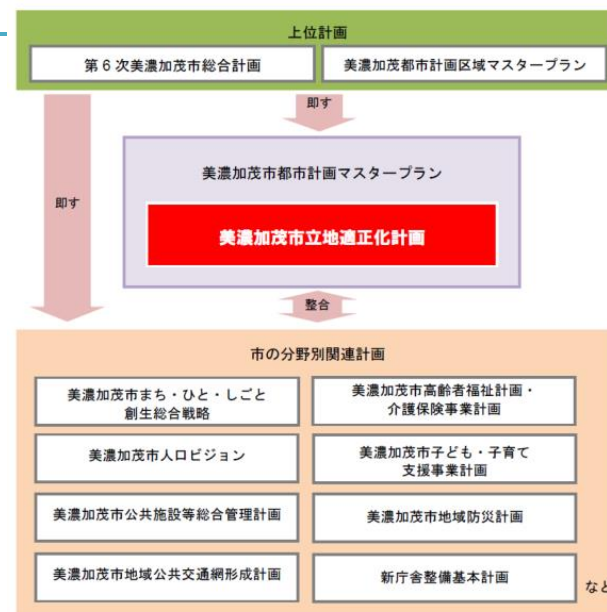 上位計画
第6次美濃加茂市総合計画
美濃加茂都市計画区域マスタープラン
即す
即す
美濃加茂市都市計画マスタープラン
美濃加茂市立地適正化計画
整合
市の分野別関連計画
美濃加茂市まち・ひと・しごと
創生総合戦略
美濃加茂市高齢者福祉計画・
介護保険事業計画
美濃加茂市人口ビジョン
美濃加茂市子ども・子育て
支援事業計画
美濃加茂市公共施設等総合管理計画
美濃加茂市地域防災計画
美濃加茂市地域公共交通網形成計画
新庁舎整備基本計画
など